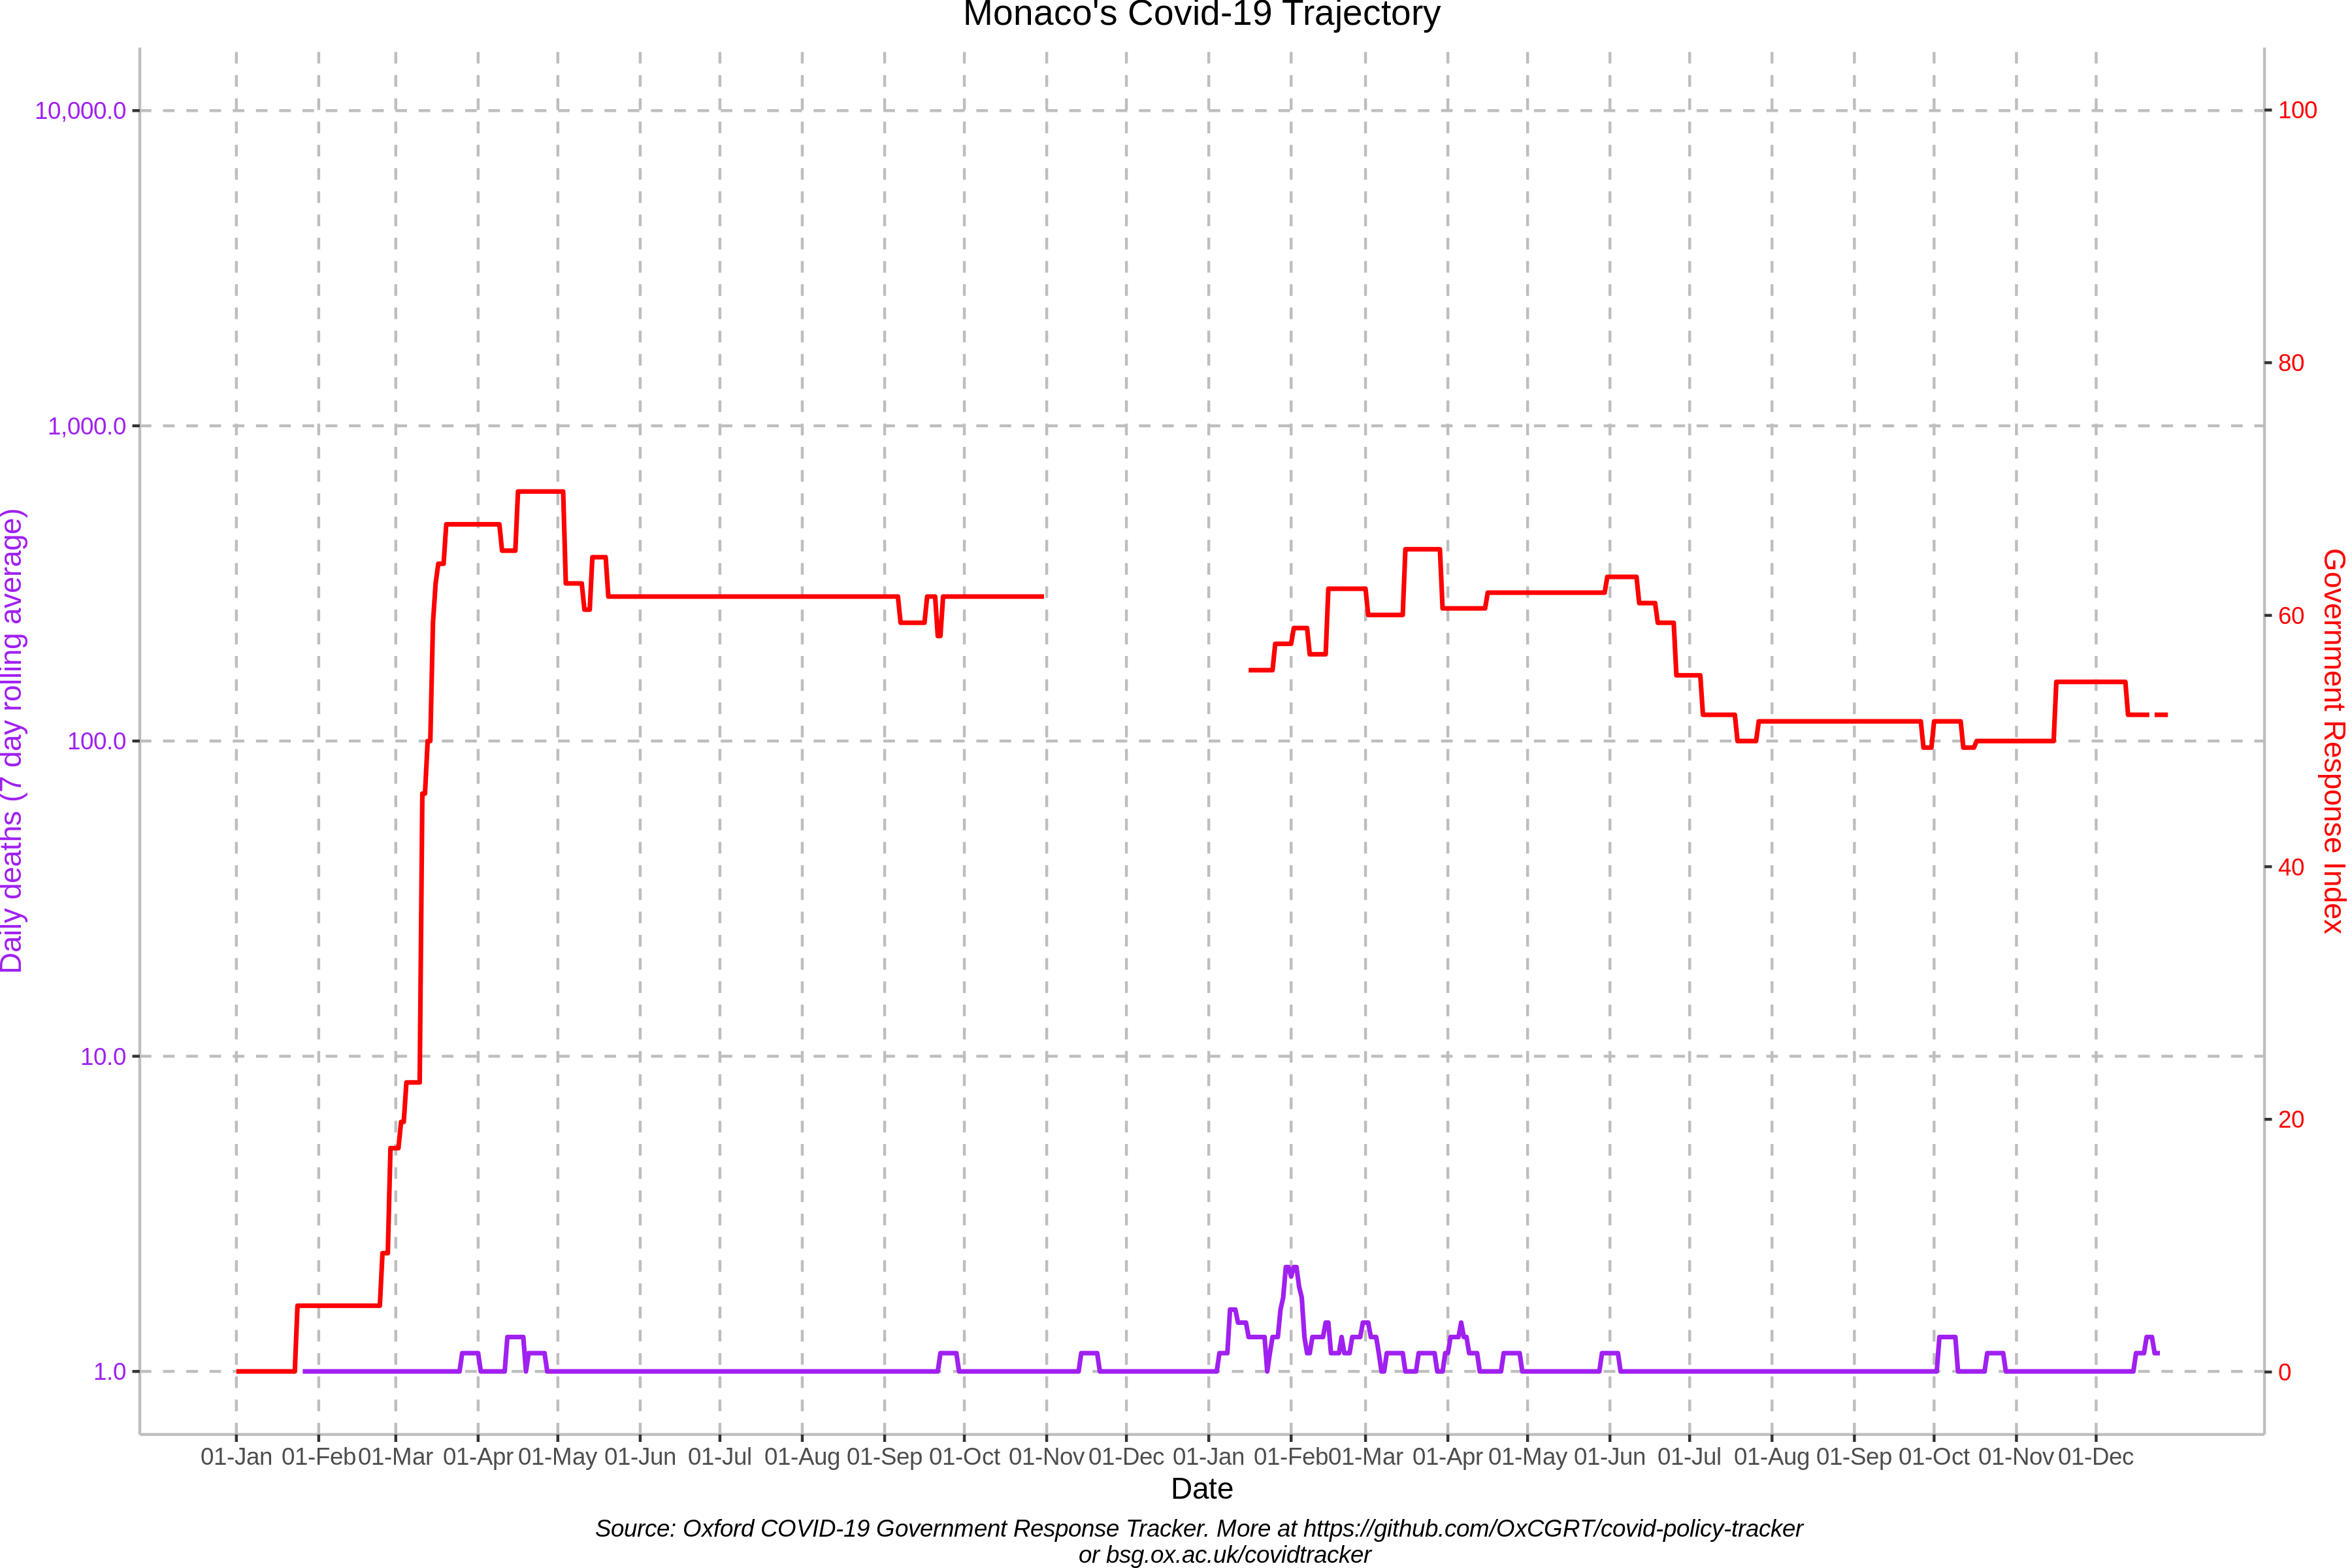 Monaco's Covid-19 Trajectory
10,000.0
1,000.0
100.0
10.0
1.0
Daily deaths (7 day rolling average)
100
80
60
40
20
0
Government Response Index
01-Jan 01-Feb 01-Mar 01-Apr 01-May 01-Jun 01-Jul 01-Aug 01-Sep 01-Oct 01-Nov 01-Dec 01-Jan 01-Feb 01-Mar 01-Apr 01-May 01-Jun 01-Jul 01-Aug 01-Sep 01-Oct 01-Nov 01-Dec
Date
Source: Oxford COVID-19 Government Response Tracker. More at https://github.com/OxCGRT/covid-policy-tracker
or bsg.ox.ac.uk/covidtracker